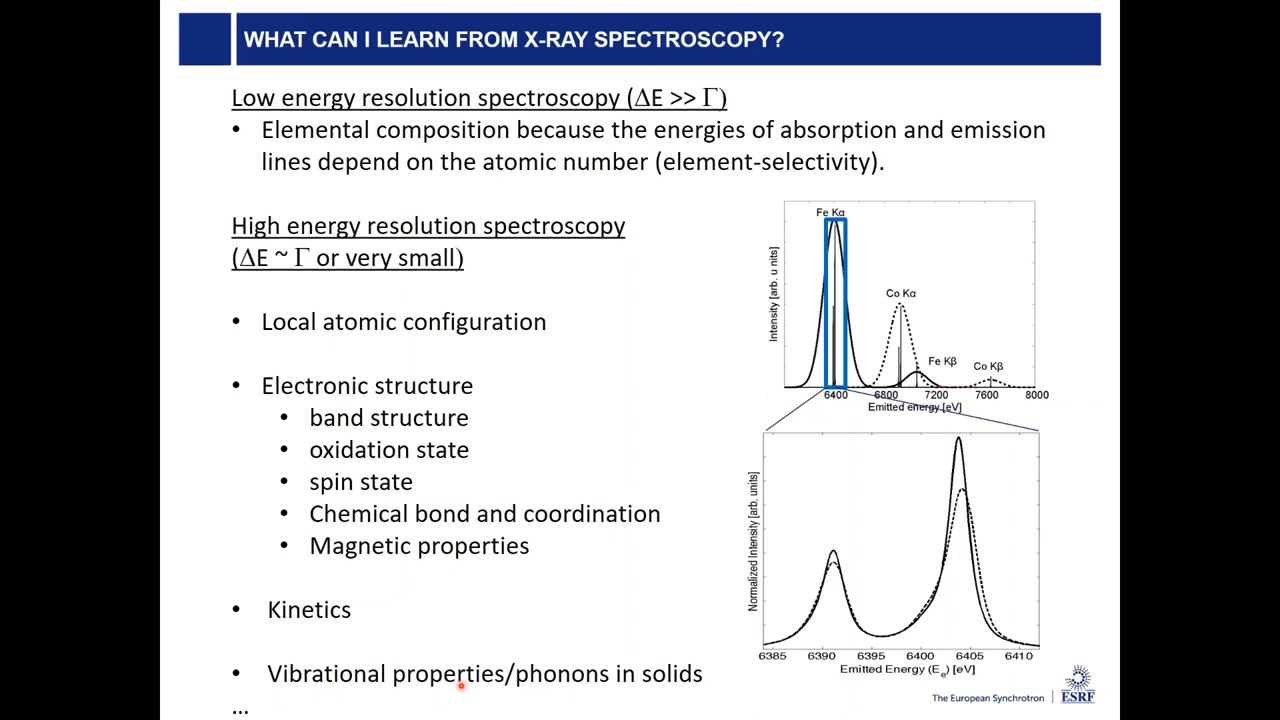 WHAT CAN I LEARN FROM X-RAY SPECTROSCOPY?
Low energy resolution spectroscopy (ΔE >> Γ)
• Elemental composition because the energies of absorption and emission
lines depend on the atomic number (element-selectivity).
High energy resolution spectroscopy
(ΔE ~ Γ or very small)
• Local atomic configuration
• Electronic structure
• band structure
• oxidation state
• spin state
• Chemical bond and coordination
• Magnetic properties
• Kinetics
• Vibrational properties/phonons in solids
...
Fe Kα
Co Kα
Fe Kβ
Co Kβ
Intensity [arb. u nits]
6400 6800 7200 7600 8000
Emitted energy [eV]
Normalized Intensity [arb. units]
6385 6390 6395 6400 6405 6410
Emitted Energy (Ee) [eV]
The European Synchrotron
ESRF